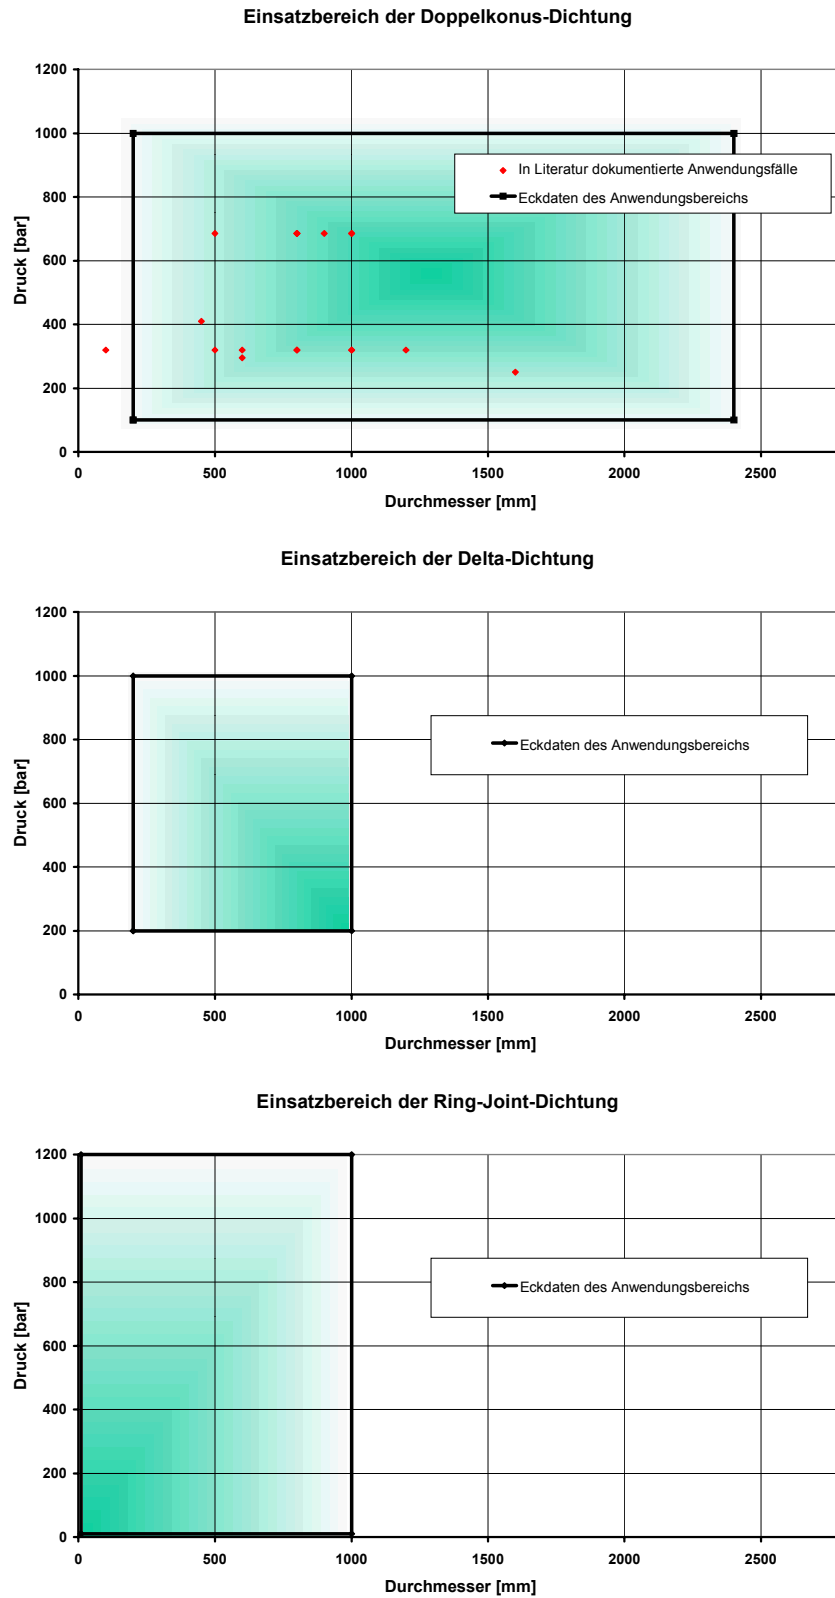 Einsatzbereich der Doppelkonus-Dichtung
1200
1000
800
600
400
200
0
Druck [bar]
In Literatur dokumentierte Anwendungsfälle
Eckdaten des Anwendungsbereichs
0 500 1000 1500 2000 2500
Durchmesser [mm]
Einsatzbereich der Delta-Dichtung
1200
1000
800
600
400
200
0
Druck [bar]
Eckdaten des Anwendungsbereichs
0 500 1000 1500 2000 2500
Durchmesser [mm]
Einsatzbereich der Ring-Joint-Dichtung
1200
1000
800
600
400
200
0
Druck [bar]
Eckdaten des Anwendungsbereichs
0 500 1000 1500 2000 2500
Durchmesser [mm]